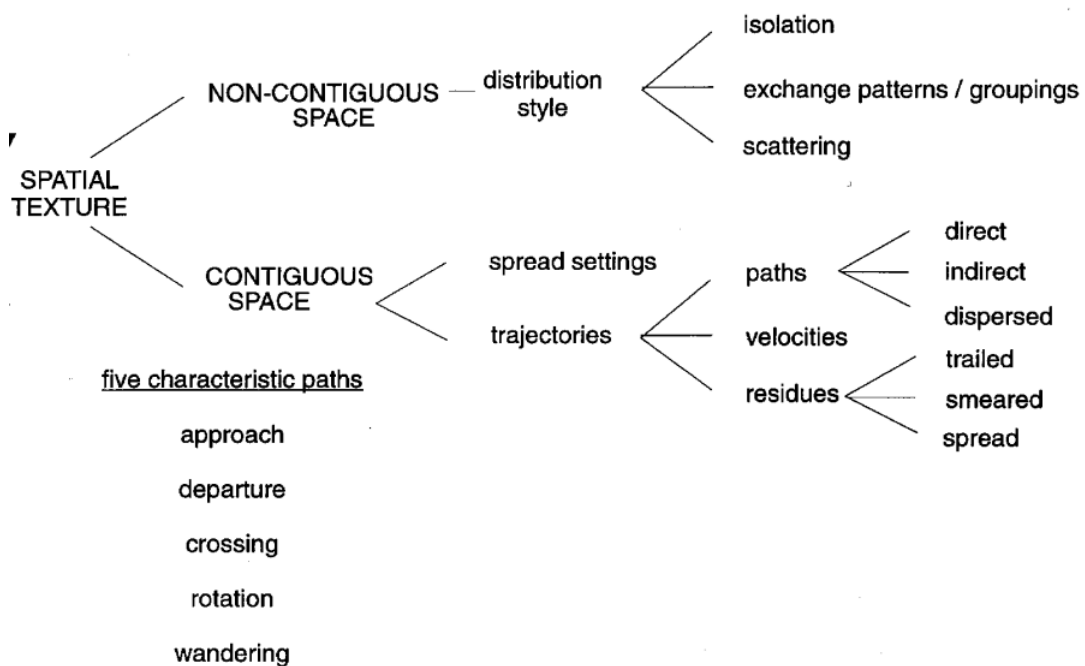 isolation
NON-CONTIGUOUS
SPACE
distribution
style
exchange patterns / groupings
scattering
SPATIAL
TEXTURE
CONTIGUOUS
SPACE
spread settings
trajectories
paths
direct
indirect
dispersed
velocities
residues
trailed
smeared
spread
five characteristic paths
approach
departure
crossing
rotation
wandering